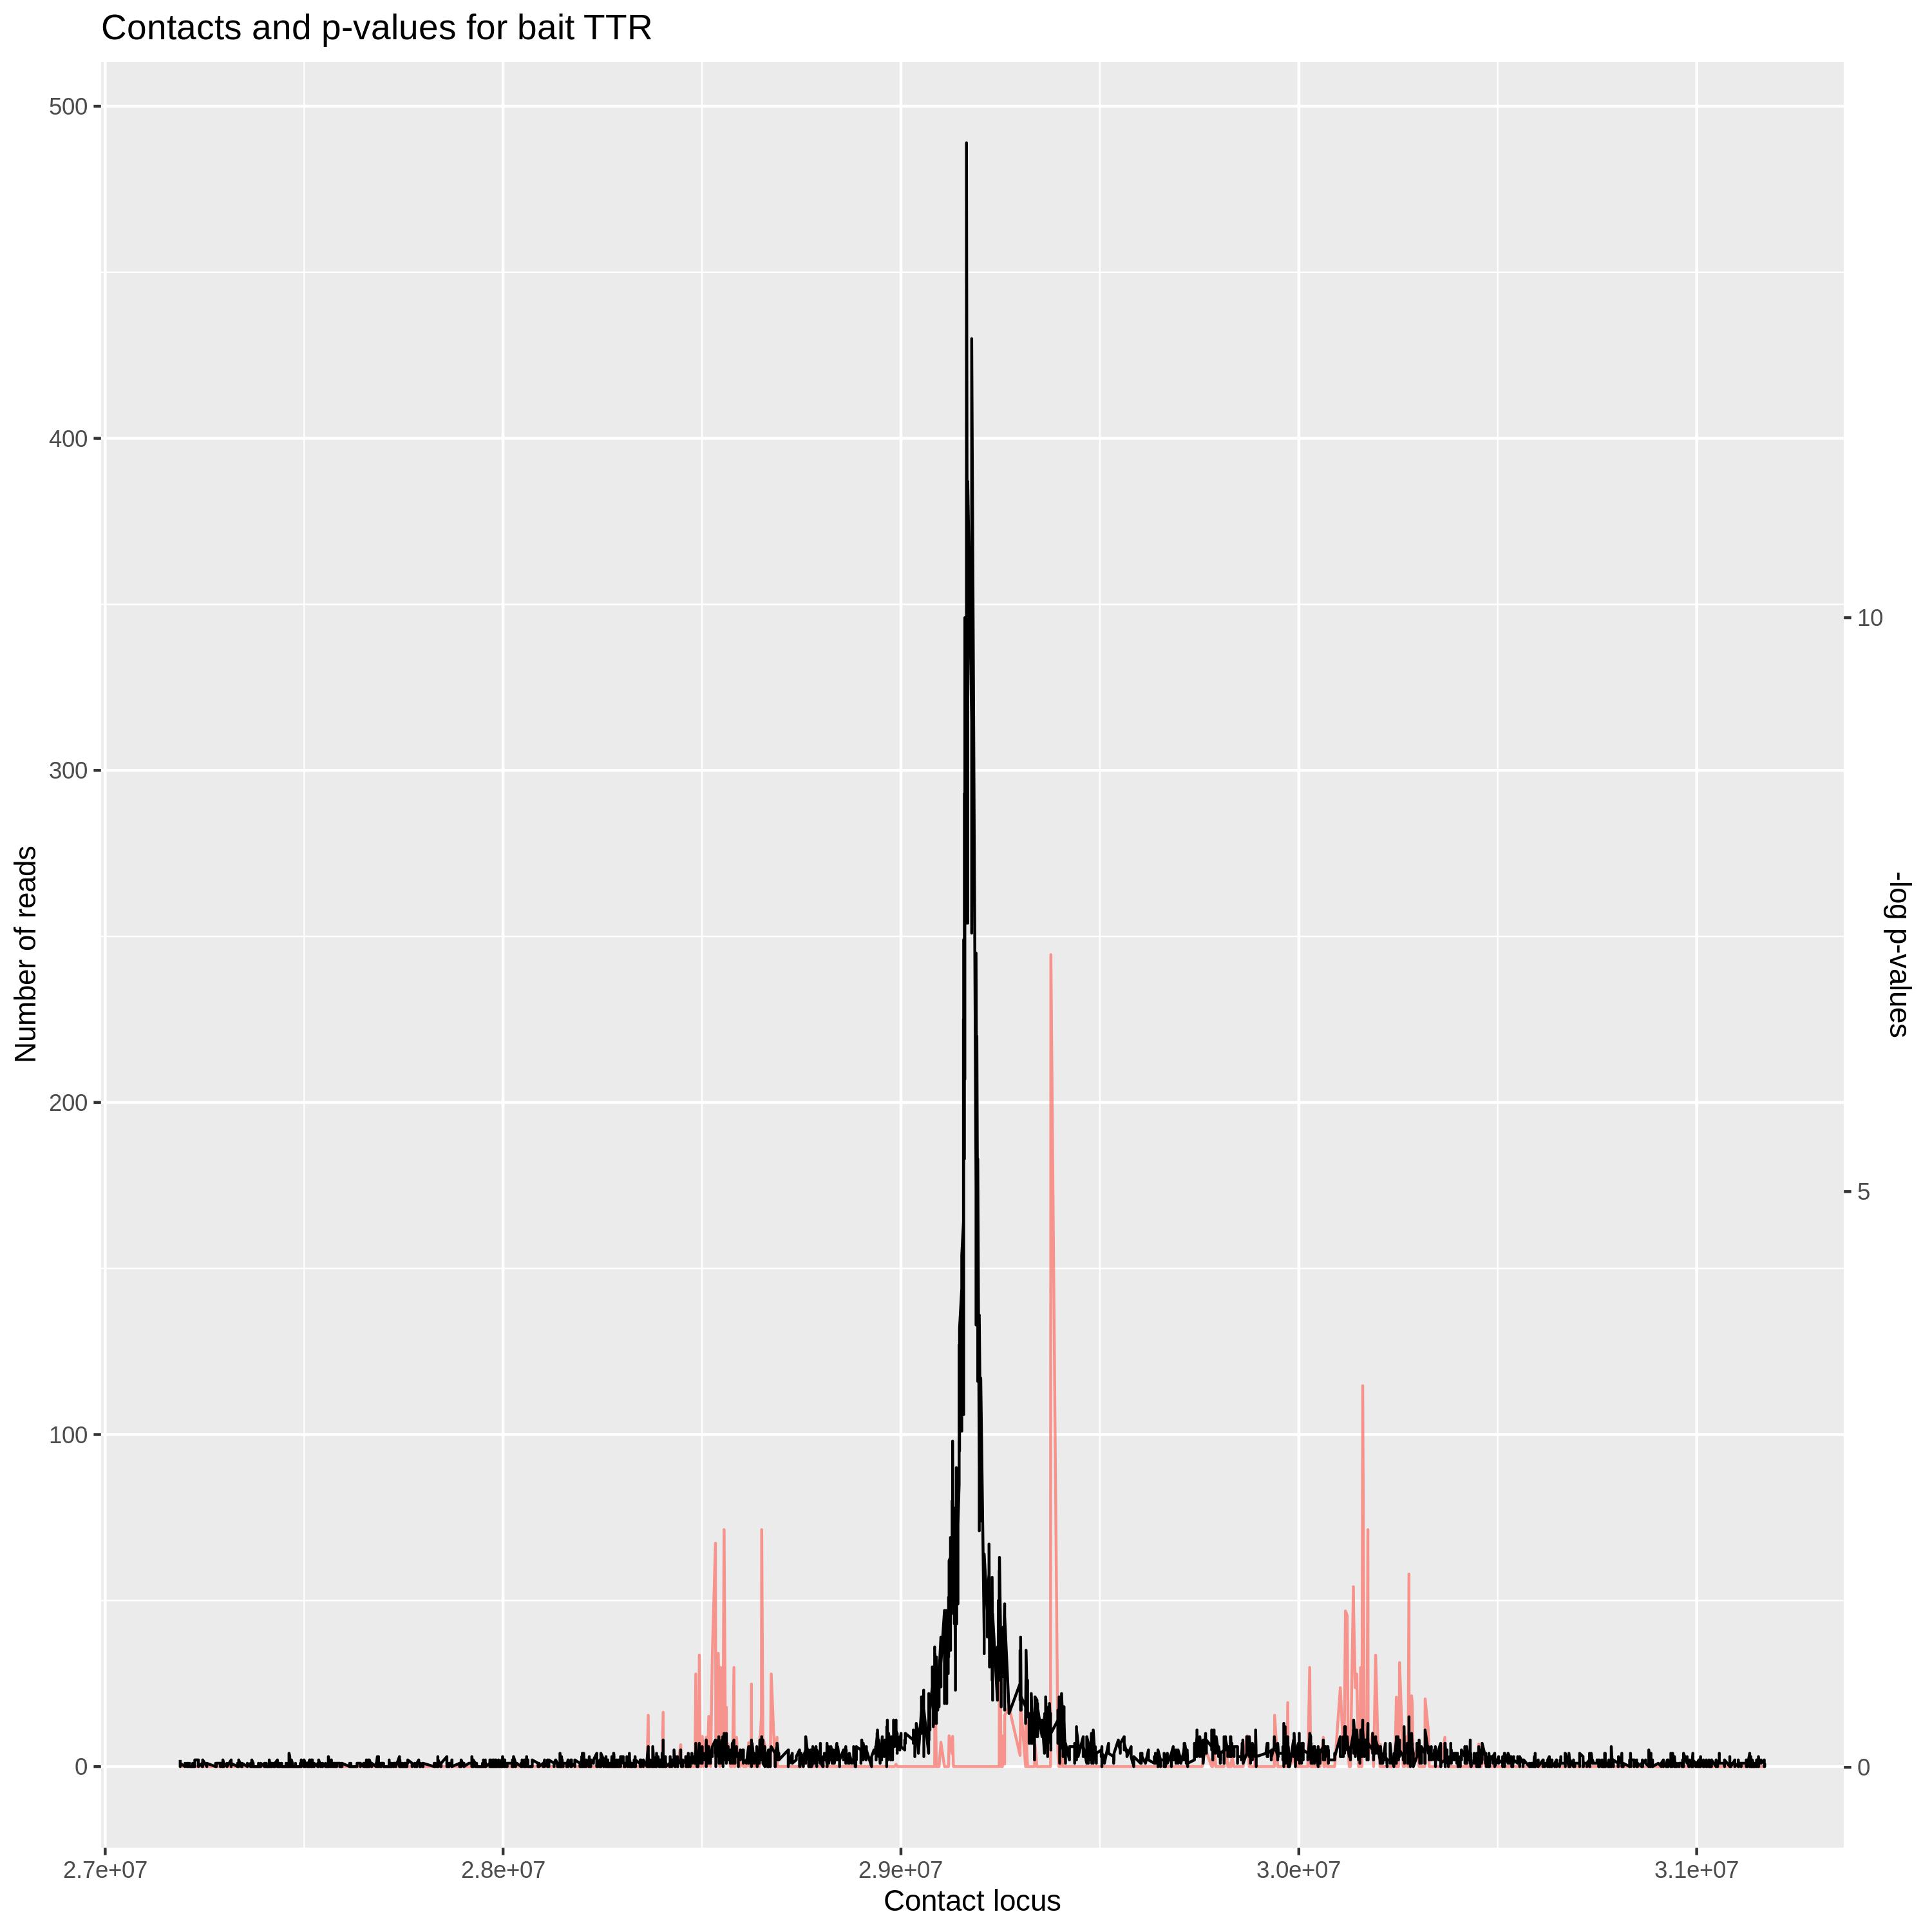 Contacts and p-values for bait TTR
500
400
300
200
100
0
Number of reads
10
5
0
-log p-values
2.7e+07 2.8e+07 2.9e+07 3.0e+07 3.1e+07
Contact locus